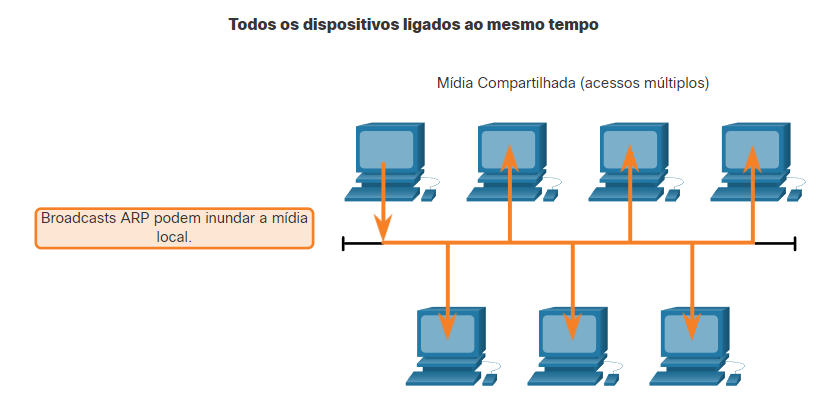 Todos os dispositivos ligados ao mesmo tempo
Mídia Compartilhada (acessos múltiplos)
Broadcasts ARP podem inundar a mídia
local.